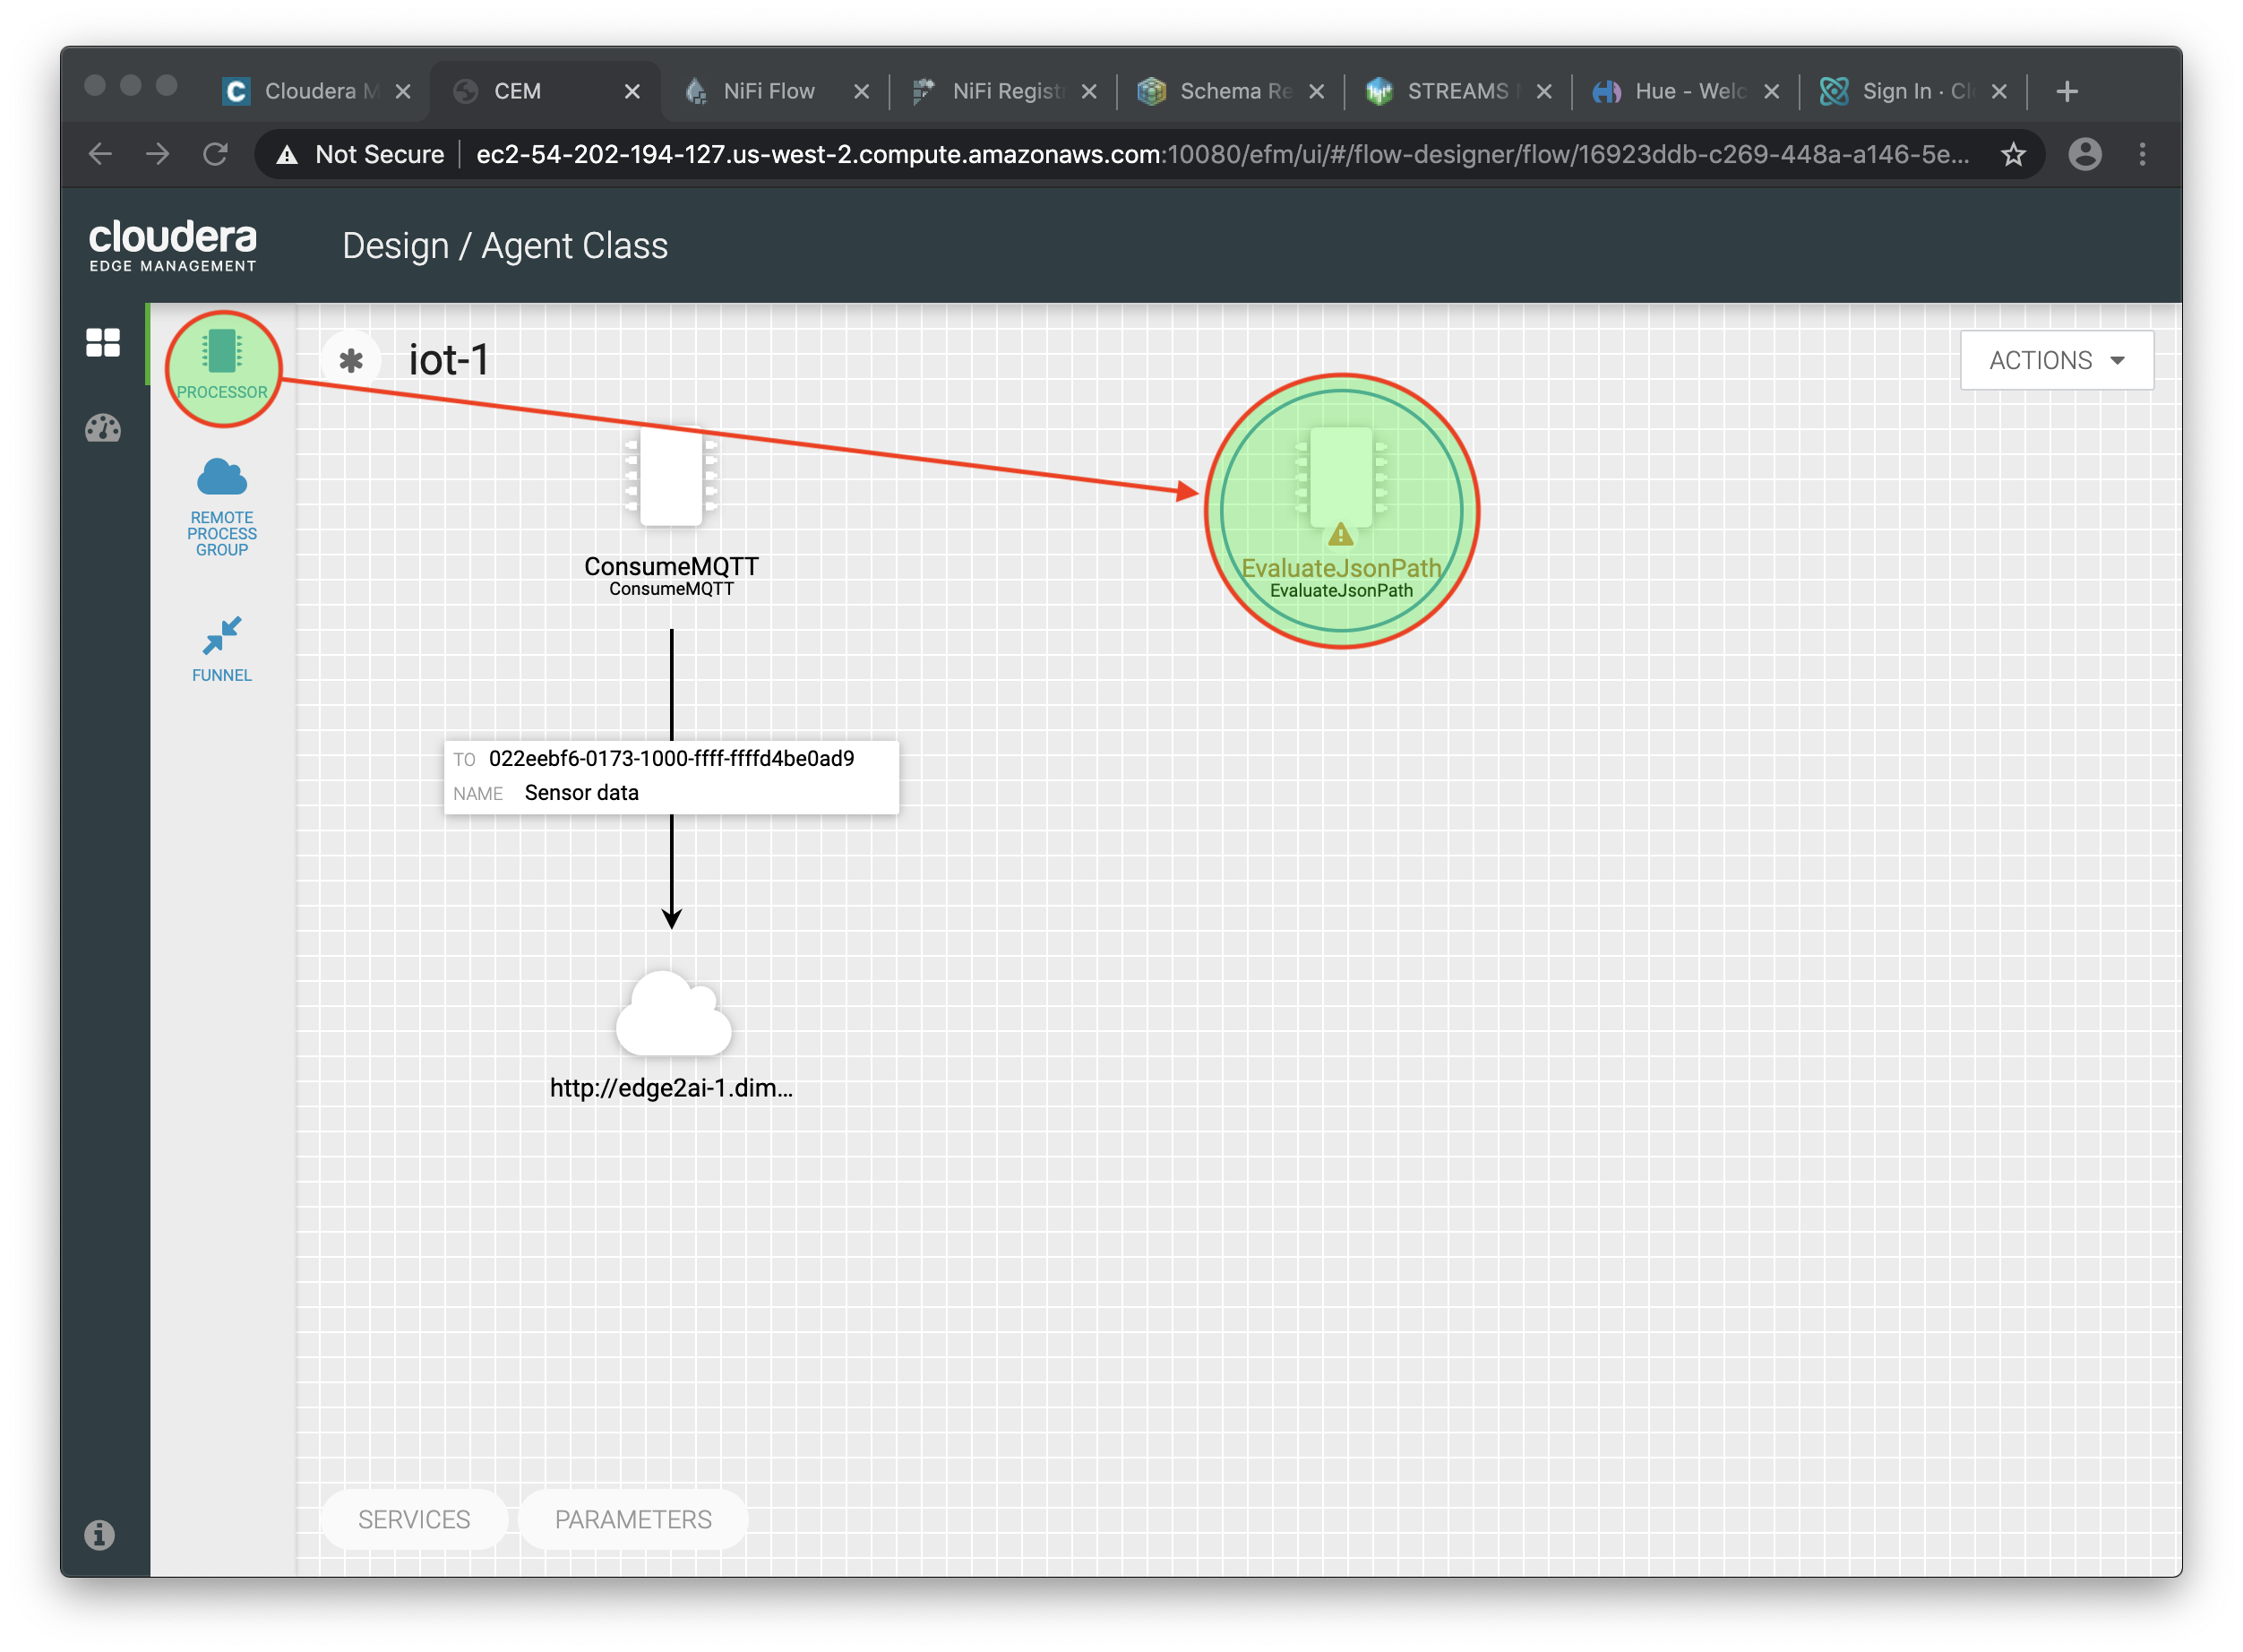 Cloudera M
CEM
NiFi Flow
NiFi Regist
Schema Re
STREAMS
Hue - Welc
Sign In · Cl
Not Secure
ec2-54-202-194-127.us-west-2.compute.amazonaws.com:10080/efm/ui/#/flow-designer/flow/16923ddb-c269-448a-a146-5e...
cloudera
EDGE MANAGEMENT
Design / Agent Class
PROCESSOR
REMOTE
PROCESS
GROUP
FUNNEL
iot-1
ACTIONS
ConsumeMQTT
ConsumeMQTT
EvaluateJsonPath
EvaluateJsonPath
TO 022eebf6-0173-1000-ffff-ffffd4be0ad9
NAME Sensor data
http://edge2ai-1.dim...
SERVICES
PARAMETERS